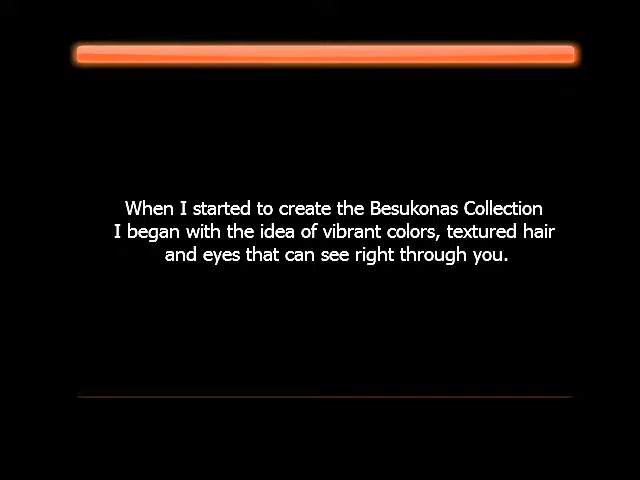 When I started to create the Besukonas Collection
I began with the idea of vibrant colors, textured hair
and eyes that can see right through you.